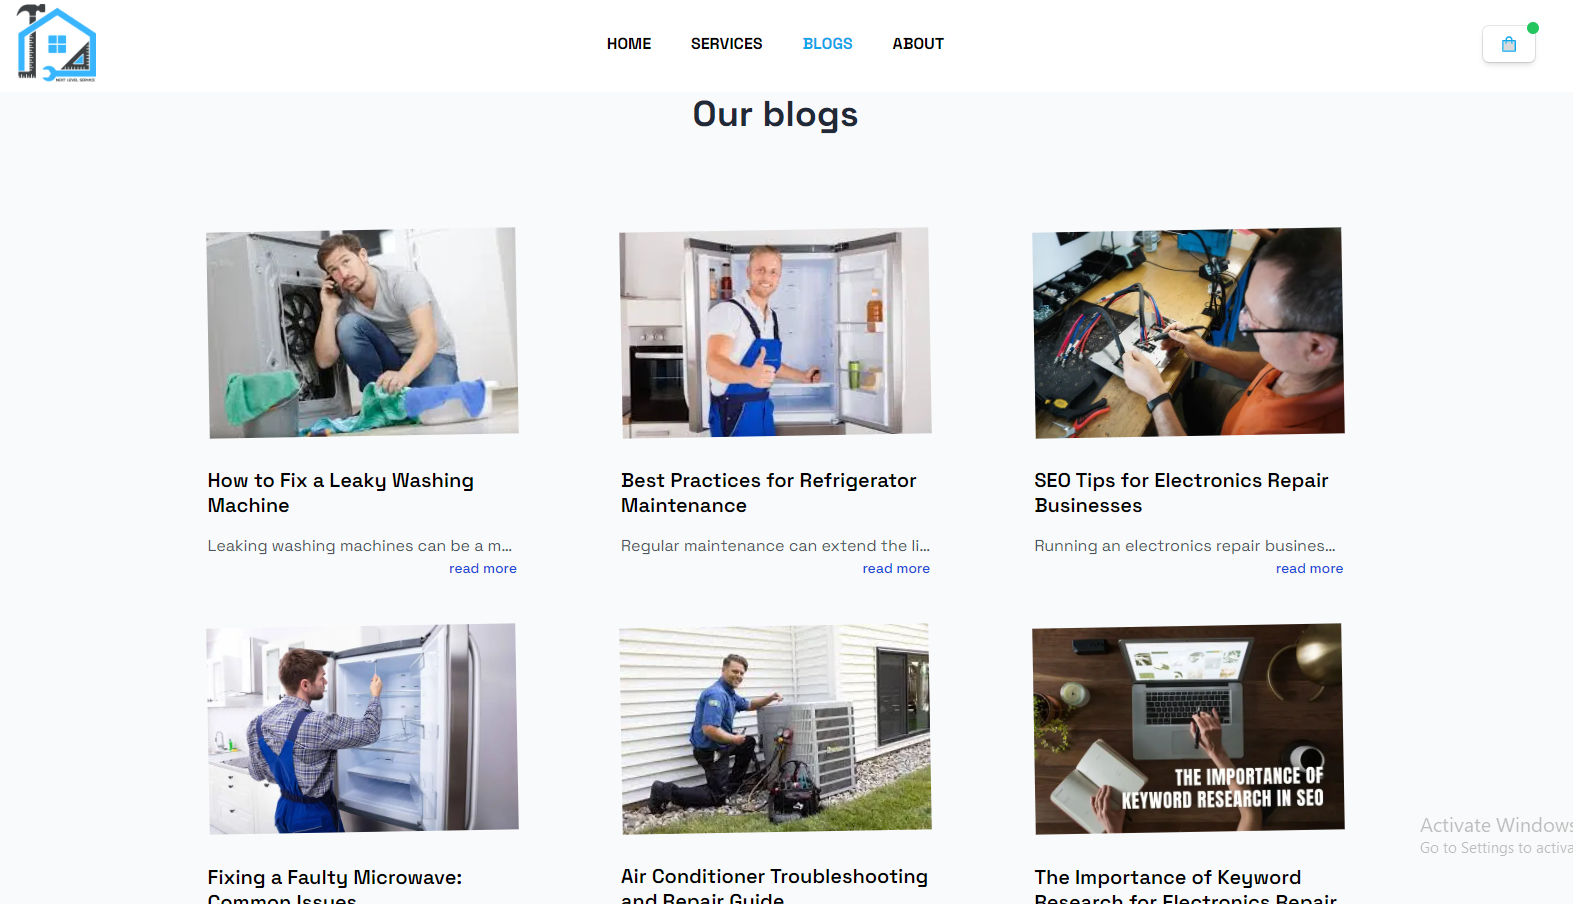 NEXT LEVEL SERVICE
HOME SERVICES BLOGS ABOUT
Our blogs
How to Fix a Leaky Washing
Machine
Leaking washing machines can be a m...
read more
Best Practices for Refrigerator
Maintenance
Regular maintenance can extend the li...
read more
SEO Tips for Electronics Repair
Businesses
Running an electronics repair busines...
read more
THE IMPORTANCE OF
KEYWORD RESEARCH IN SEO
Fixing a Faulty Microwave:
Common Issues
Air Conditioner Troubleshooting
and Repair Guide
The Importance of Keyword
Research for Electronics Repair
Activate Windows
Go to Settings to activa